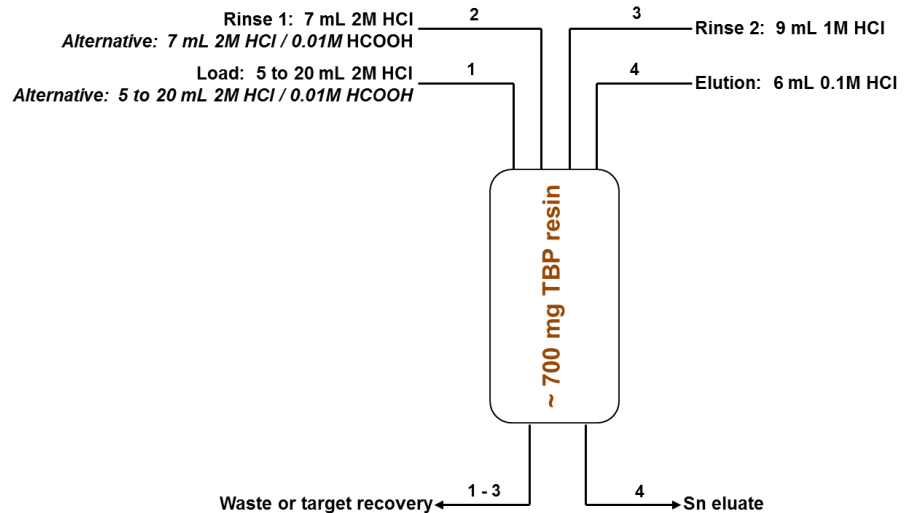 Rinse 1: 7 mL 2M HCl
Alternative: 7 mL 2M HCl / 0.01M HCOOH
2
Load: 5 to 20 mL 2M HCl
Alternative: 5 to 20 mL 2M HCl / 0.01M HCOOH
1
3
Rinse 2: 9 mL 1M HCl
4
Elution: 6 mL 0.1M HCl
~ 700 mg TBP resin
Waste or target recovery
1 - 3
4
Sn eluate